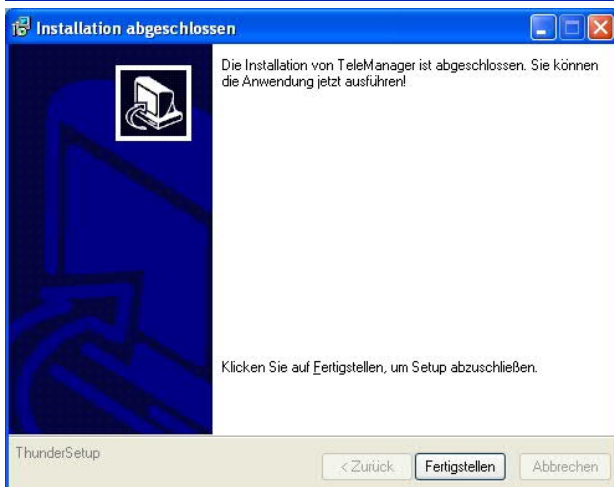 Installation abgeschlossen
Die Installation von TeleManager ist abgeschlossen. Sie können
die Anwendung jetzt ausführen!
Klicken Sie auf Fertigstellen, um Setup abzuschließen.
ThunderSetup
< Zurück
Fertigstellen
Abbrechen